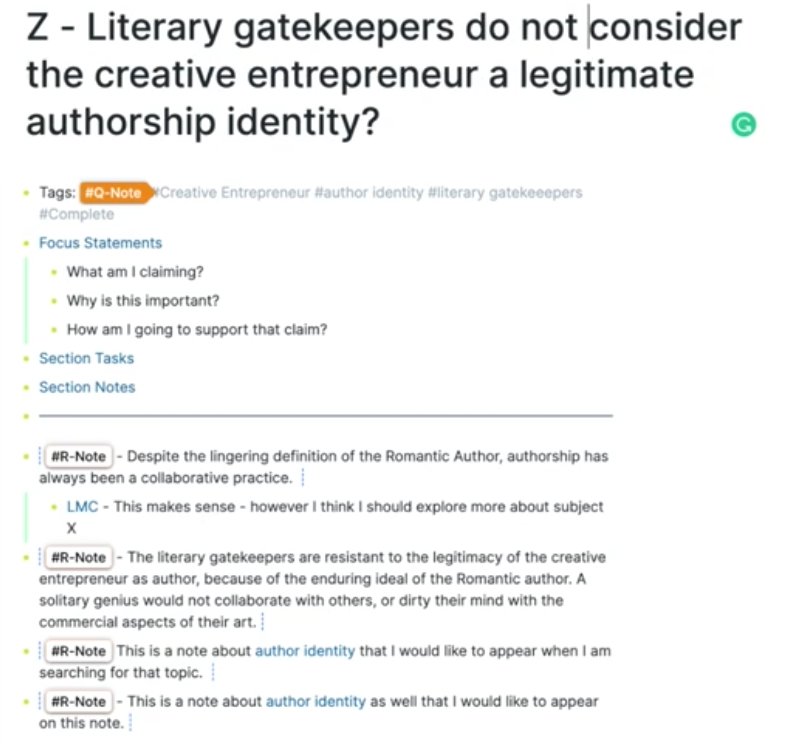 Z - Literary gatekeepers do not consider
the creative entrepreneur a legitimate
authorship identity?
Tags: #Q-Note #Creative Entrepreneur #author identity #literary gatekeeepers
#Complete
Focus Statements
What am I claiming?
Why is this important?
How am I going to support that claim?
Section Tasks
Section Notes
#R-Note - Despite the lingering definition of the Romantic Author, authorship has
always been a collaborative practice.
LMC - This makes sense - however I think I should explore more about subject
X
#R-Note - The literary gatekeepers are resistant to the legitimacy of the creative
entrepreneur as author, because of the enduring ideal of the Romantic author. A
solitary genius would not collaborate with others, or dirty their mind with the
commercial aspects of their art.
#R-Note This is a note about author identity that I would like to appear when I am
searching for that topic.
#R-Note - This is a note about author identity as well that I would like to appear
on this note.